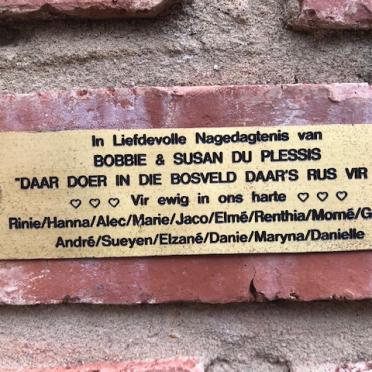 In Liefdevolle Nagedagtenis van
BOBBIE & SUSAN DU PLESSIS
"DAAR DOER IN DIE BOSVELD DAAR'S RUS VIR
♡ ♡ ♡ ♡ Vir ewig in ons harte ♡ ♡ ♡
Rinie/Hanna/Alec/Marie/Jaco/Elmé/Renthia/Morné/G
André/Sueyen/Elzané/Danie/Maryna/Danielle